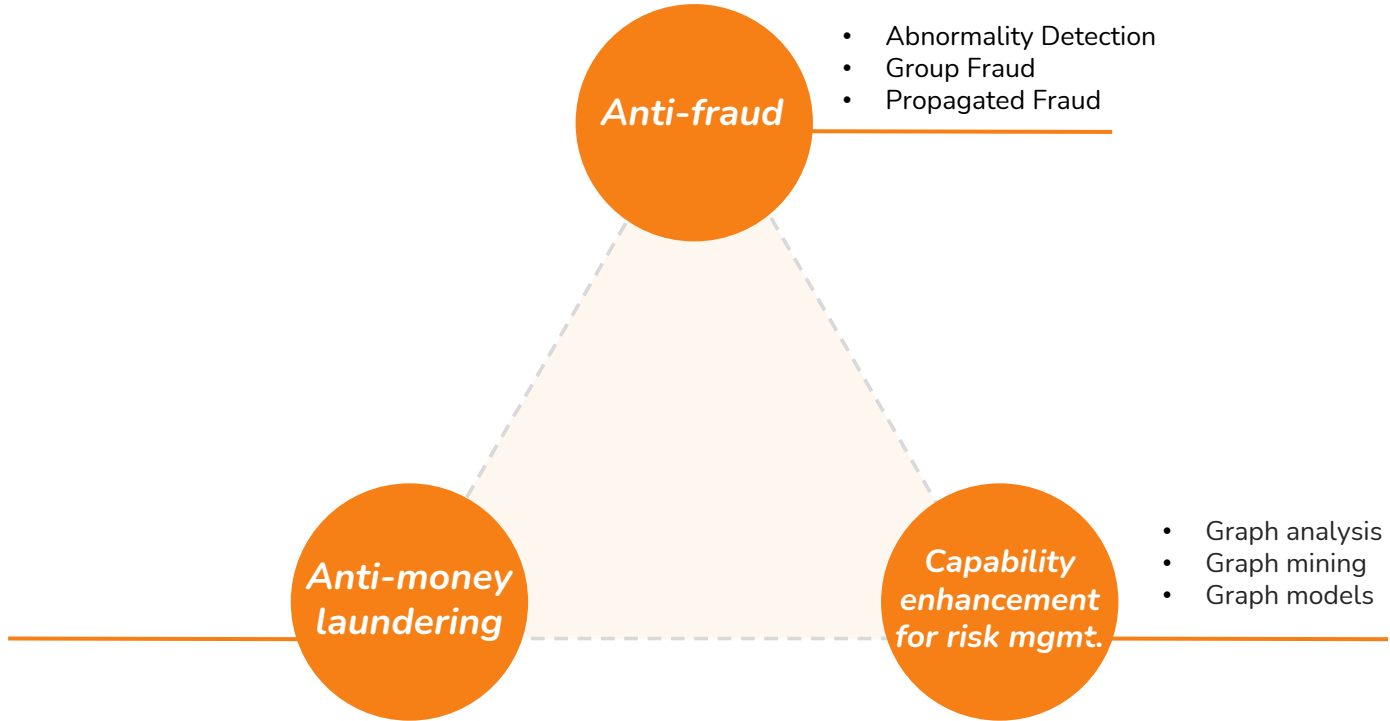 • Abnormality Detection
• Group Fraud
• Propagated Fraud
Anti-fraud
Anti-money
laundering
Capability
enhancement
for risk mgmt.
• Graph analysis
• Graph mining
• Graph models